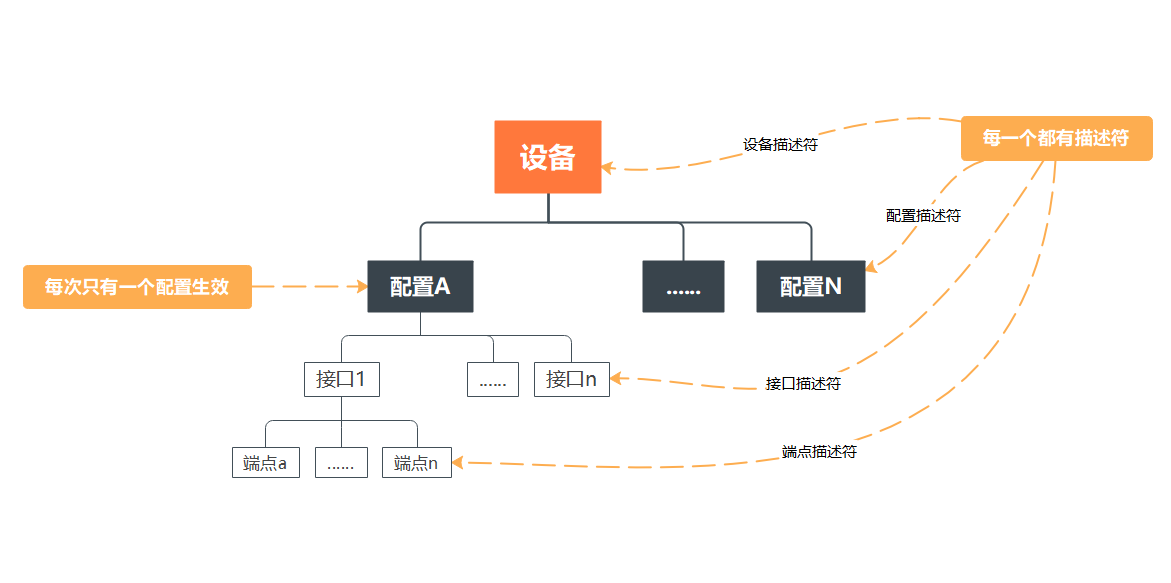 每一个都有描述符
设备描述符
设备
配置描述符
每次只有一个配置生效
配置A
......
配置N
接口1
......
接口n
接口描述符
端点a
......
端点n
端点描述符